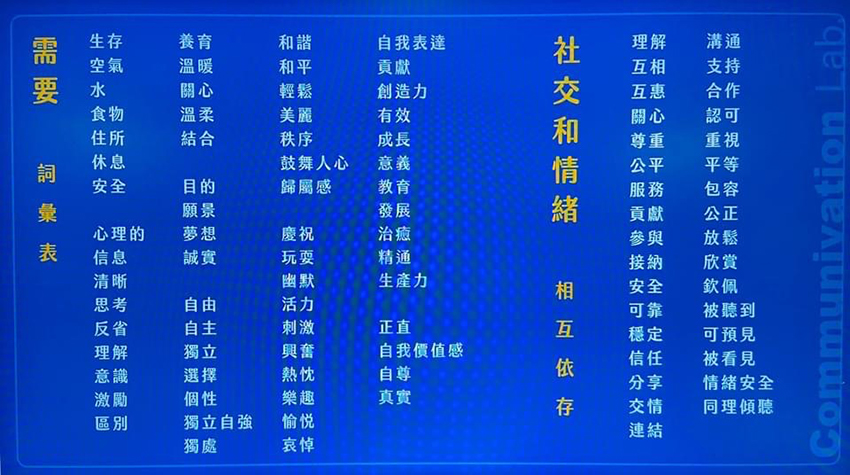 需要
詞彙表
生存
空氣
水
食物
住所
休息
安全
心理的
信息
清晰
思考
反省
理解
意識
激勵
區別
養育
溫暖
關心
溫柔
結合
目的
願景
夢想
誠實
自由
自主
獨立
選擇
個性
獨立自強
獨處
和諧
和平
輕鬆
美麗
秩序
鼓舞人心
歸屬感
慶祝
玩耍
幽默
活力
刺激
興奮
熱忱
樂趣
愉悅
哀悼
自我表達
貢獻
創造力
有效
成長
意義
教育
發展
治癒
精通
生產力
正直
自我價值感
自尊
真實
社交和情緒
相互依存
理解
互相
互惠
關心
尊重
公平
服務
貢獻
參與
接納
安全
可靠
穩定
信任
分享
交情
連結
溝通
支持
合作
認可
重視
平等
包容
公正
放鬆
欣賞
欽佩
被聽到
可預見
被看見
情緒安全
同理傾聽
Communivation Lab.